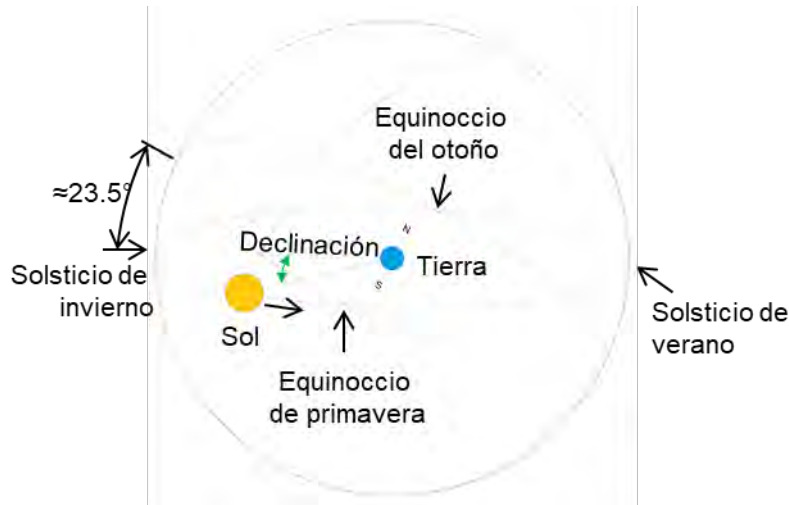 Equinoccio
del otoño
≈23.5°
N
Declinación
Tierra
Solsticio de
invierno
S
Sol
Solsticio de
verano
Equinoccio
de primavera